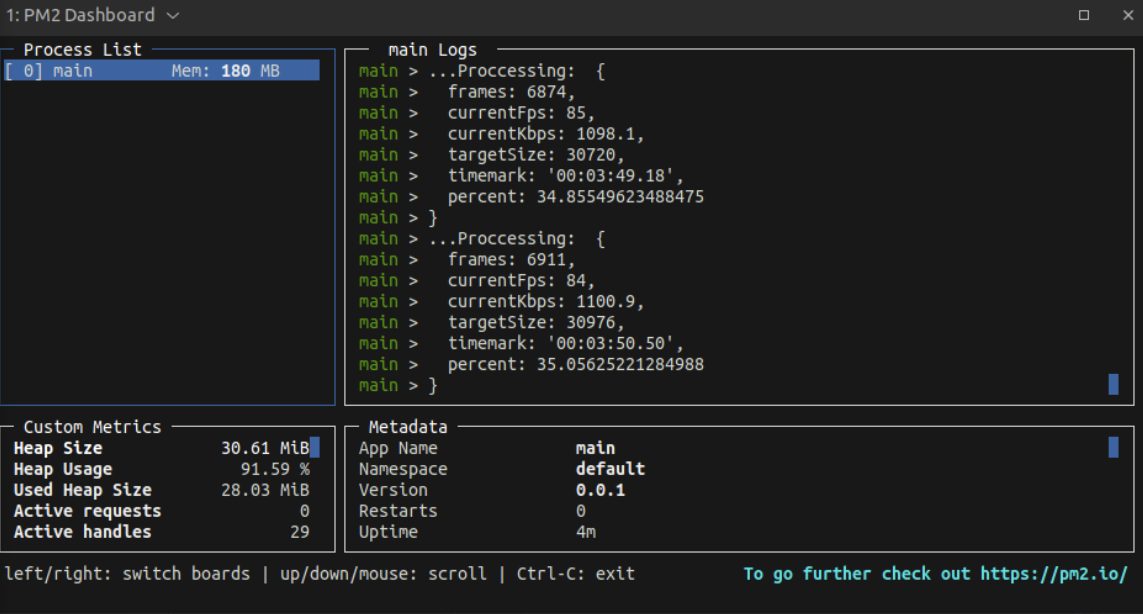 1: PM2 Dashboard
Process List
[ 0] main Mem: 180 MB
main Logs
main > ...Proccessing: {
main > frames: 6874,
main > currentFps: 85,
main > currentKbps: 1098.1,
main > targetSize: 30720,
main > timemark: '00:03:49.18',
main > percent: 34.85549623488475
main > }
main > ...Proccessing: {
main > frames: 6911,
main > currentFps: 84,
main > currentKbps: 1100.9,
main > targetSize: 30976,
main > timemark: '00:03:50.50',
main > percent: 35.05625221284988
main > }
Custom Metrics
Heap Size 30.61 MiB
Heap Usage 91.59 %
Used Heap Size 28.03 MiB
Active requests 0
Active handles 29
Metadata
App Name main
Namespace default
Version 0.0.1
Restarts 0
Uptime 4m
left/right: switch boards | up/down/mouse: scroll | Ctrl-C: exit To go further check out https://pm2.io/